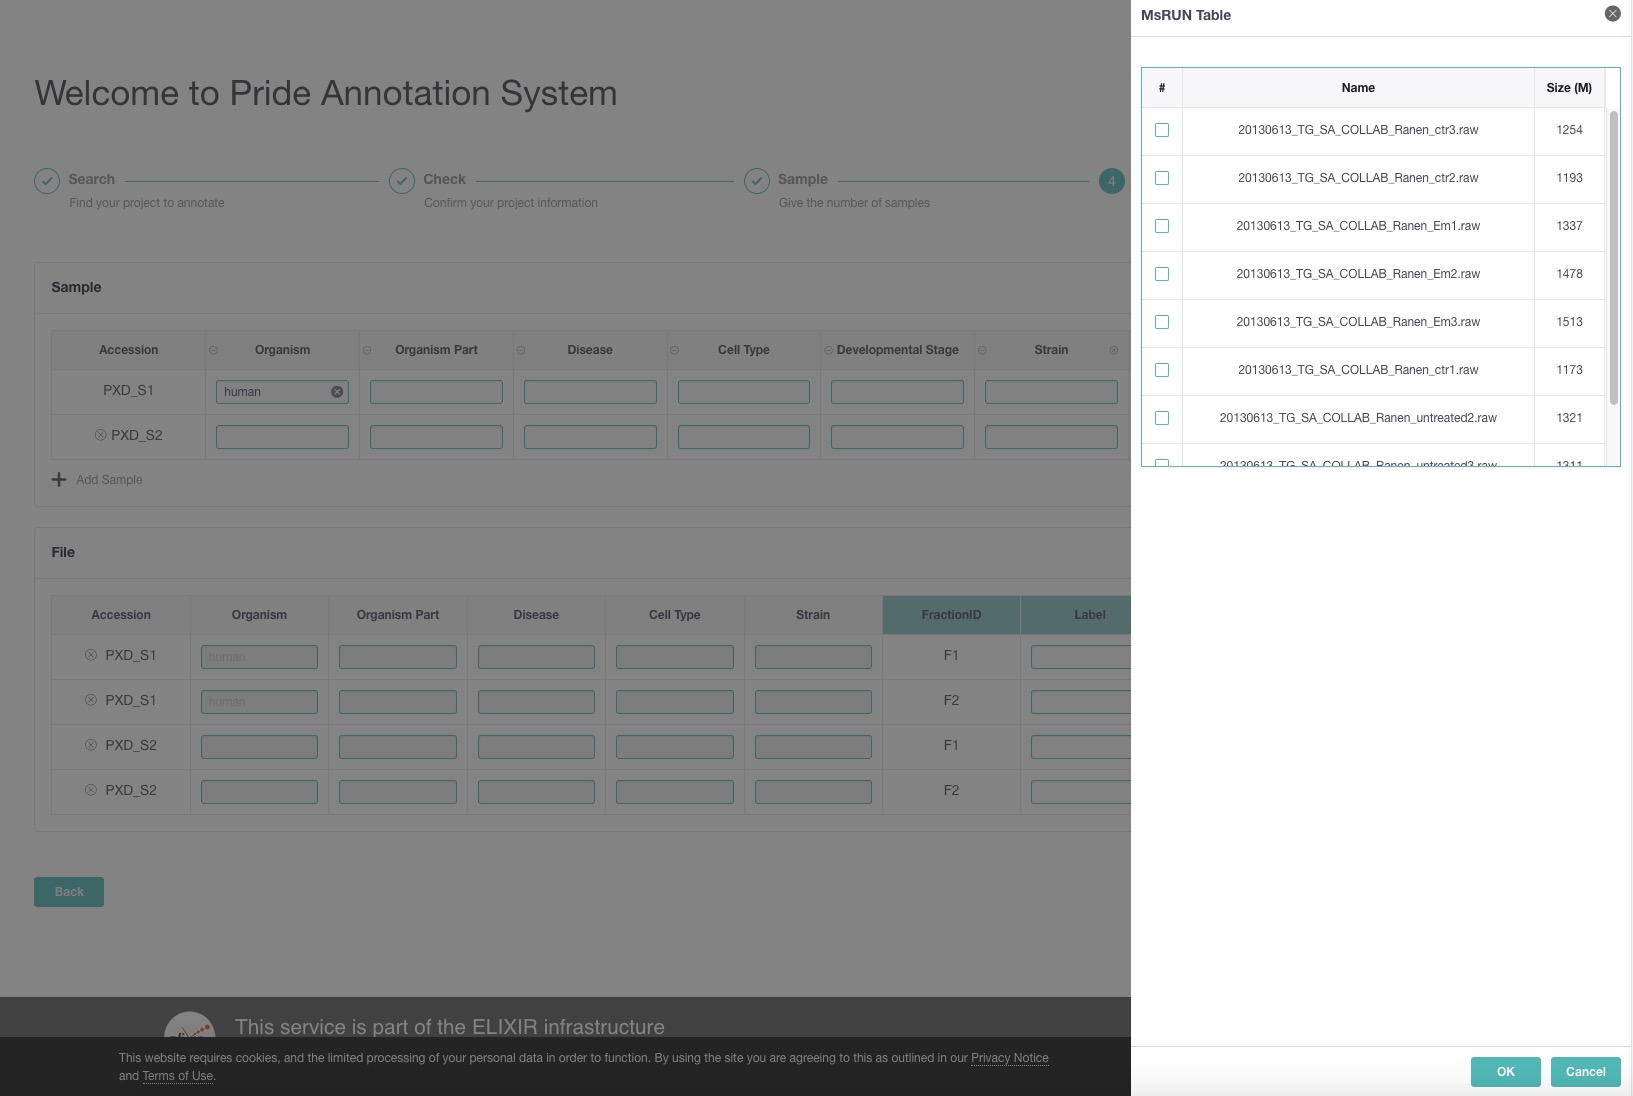 MsRUN Table
Welcome to Pride Annotation System
Search
Find your project to annotate
Check
Confirm your project information
Sample
Give the number of samples
4
Sample
Accession Organism Organism Part Disease Cell Type Developmental Stage Strain
PXD_S1 human
PXD_S2
Add Sample
File
Accession Organism Organism Part Disease Cell Type Strain FractionID Label
PXD_S1 human F1
PXD_S1 human F2
PXD_S2 F1
PXD_S2 F2
Back
This service is part of the ELIXIR infrastructure
This website requires cookies, and the limited processing of your personal data in order to function. By using the site you are agreeing to this as outlined in our Privacy Notice
and Terms of Use.
# Name Size (M)
20130613_TG_SA_COLLAB_Ranen_ctr3.raw 1254
20130613_TG_SA_COLLAB_Ranen_ctr2.raw 1193
20130613_TG_SA_COLLAB_Ranen_Em1.raw 1337
20130613_TG_SA_COLLAB_Ranen_Em2.raw 1478
20130613_TG_SA_COLLAB_Ranen_Em3.raw 1513
20130613_TG_SA_COLLAB_Ranen_ctr1.raw 1173
20130613_TG_SA_COLLAB_Ranen_untreated2.raw 1321
20130613_TG_SA_COLLAB_Ranen_untreated3.raw 1311
OK Cancel